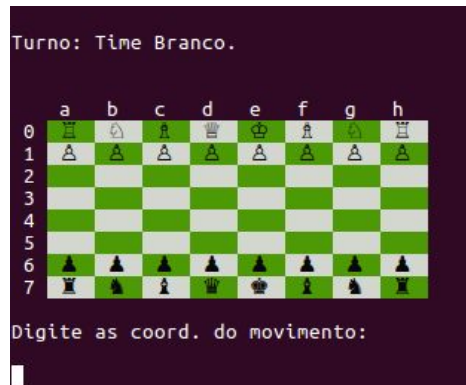 Turno: Time Branco.
a b c d e f g h
0 ♖ ♘ ♗ ♕ ♔ ♗ ♘ ♖
1 ♙ ♙ ♙ ♙ ♙ ♙ ♙ ♙
2
3
4
5
6 ♟ ♟ ♟ ♟ ♟ ♟ ♟ ♟
7 ♜ ♞ ♝ ♛ ♚ ♝ ♞ ♜
Digite as coord. do movimento: